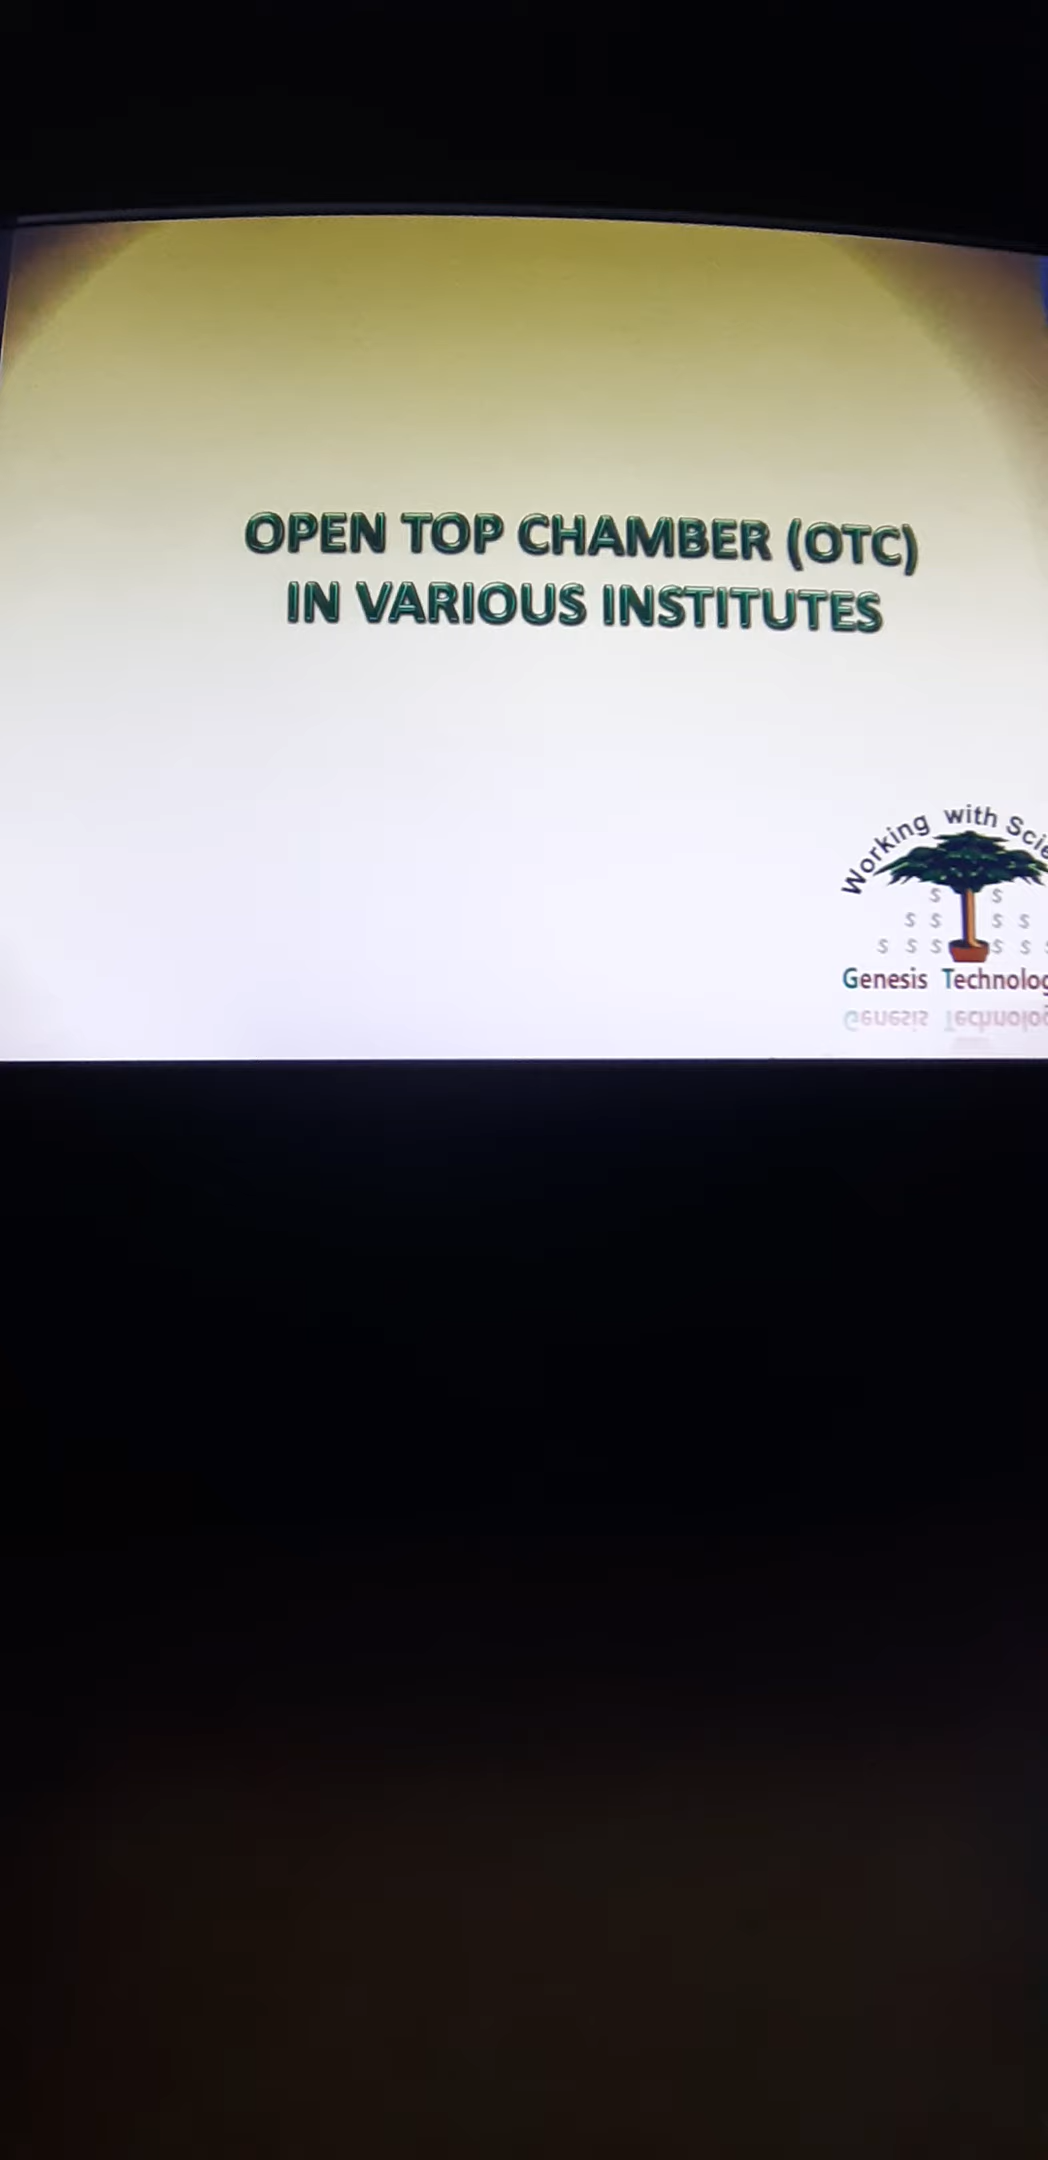 OPEN TOP CHAMBER (OTC)
IN VARIOUS INSTITUTES
Working with
S S
S S S S
S S S S S
Genesis